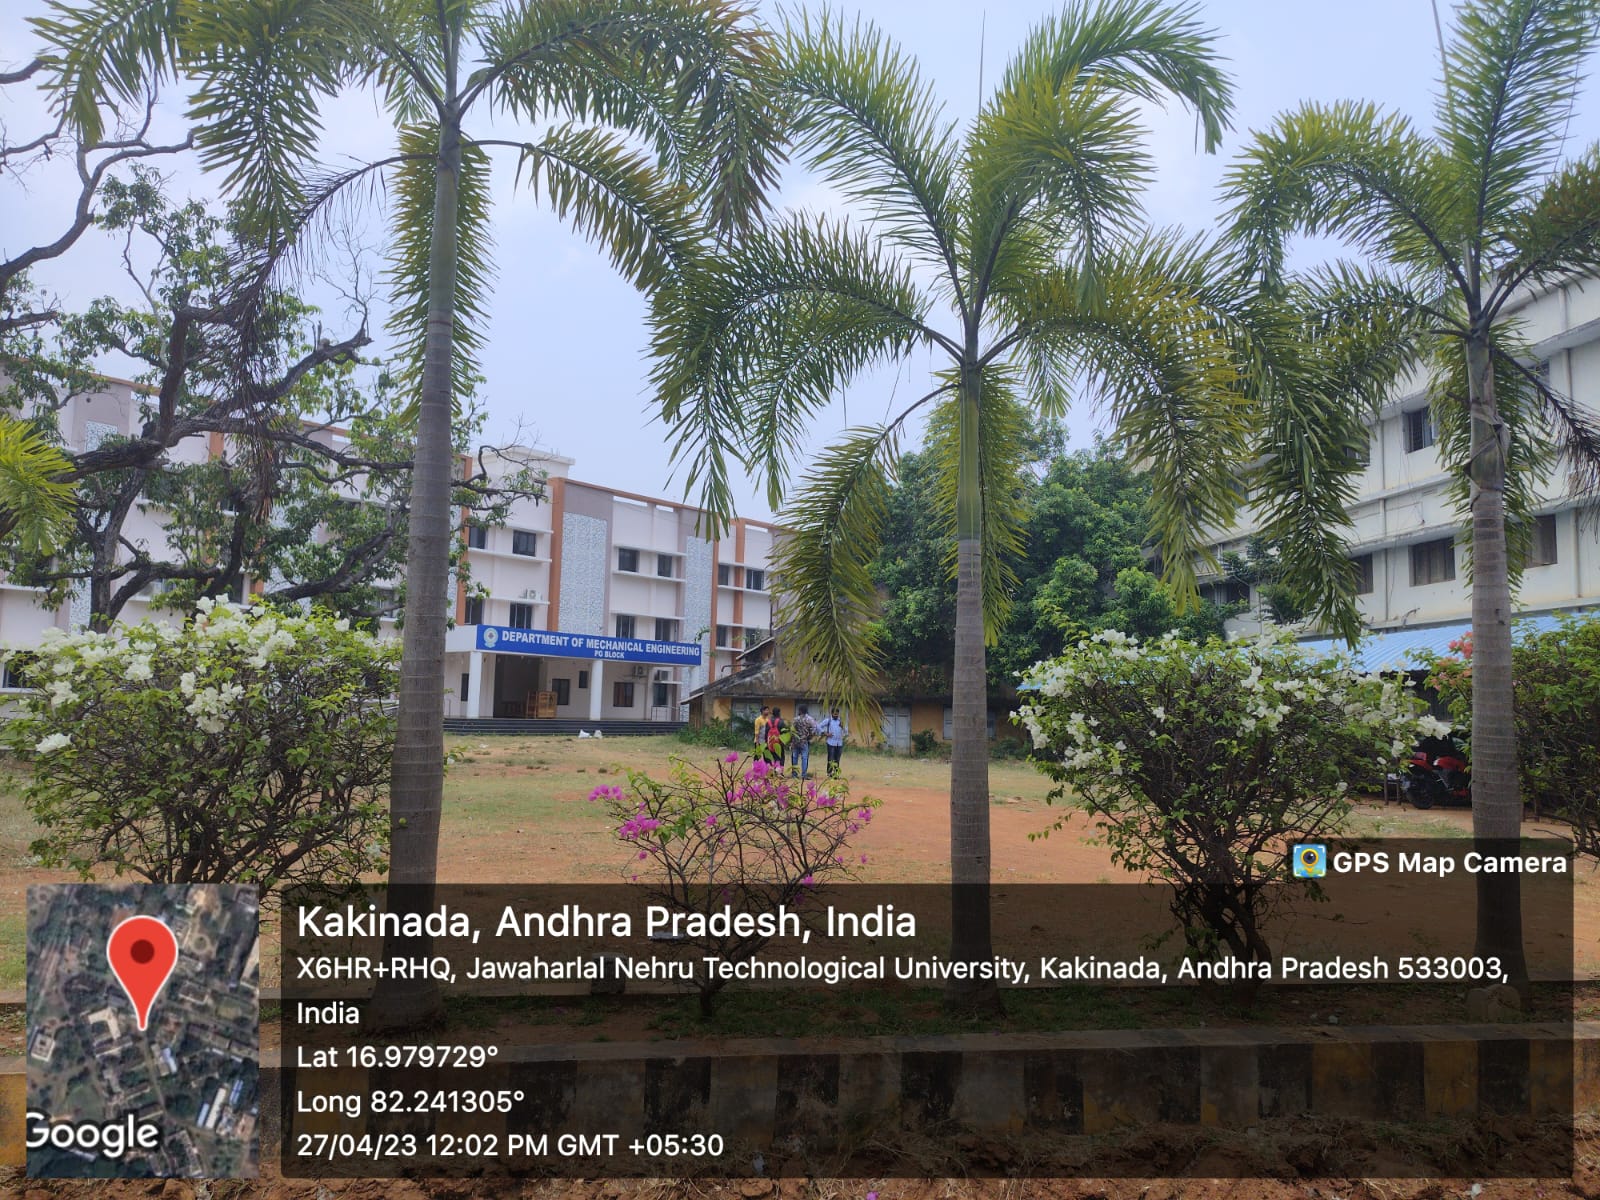 DEPARTMENT OF MECHANICAL ENGINEERING
PG BLOCK
GPS Map Camera
Kakinada, Andhra Pradesh, India
X6HR+RHQ, Jawaharlal Nehru Technological University, Kakinada, Andhra Pradesh 533003,
India
Lat 16.979729°
Long 82.241305°
27/04/23 12:02 PM GMT +05:30
Google